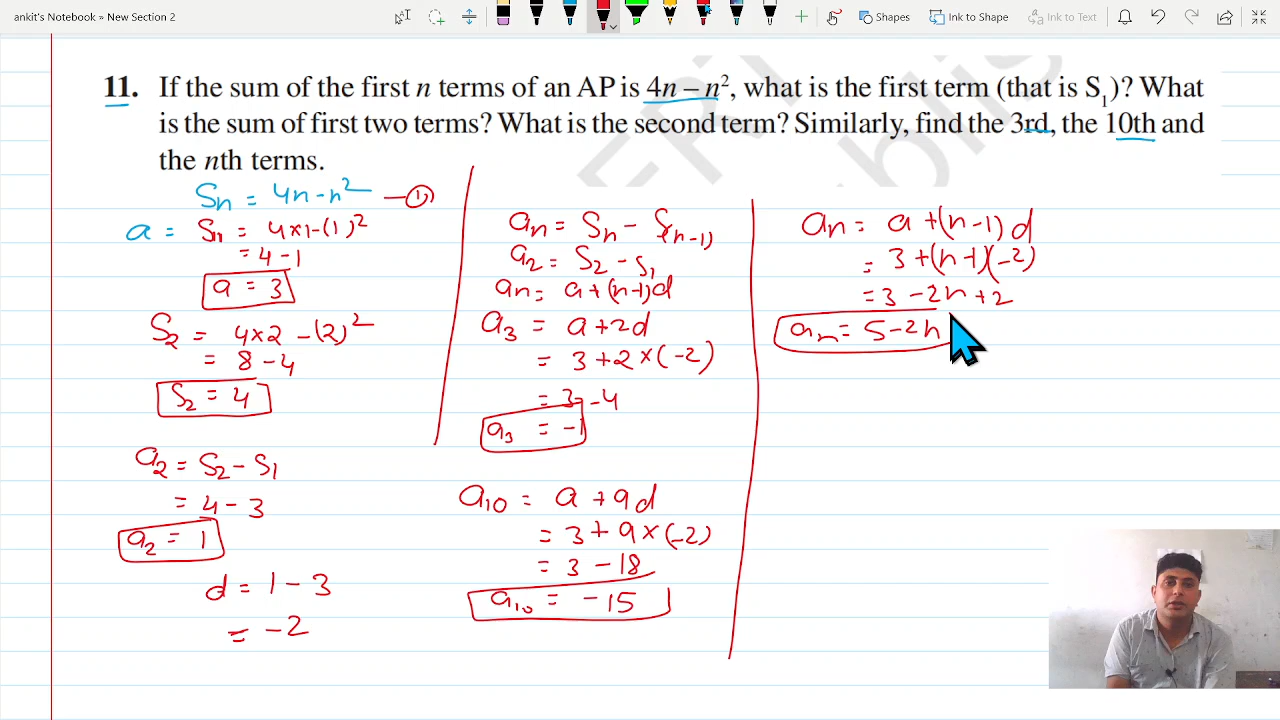 ankit's Notebook » New Section 2
Shapes
Ink to Shape
Ink to Text
11. If the sum of the first n terms of an AP is 4n – n², what is the first term (that is S₁)? What
is the sum of first two terms? What is the second term? Similarly, find the 3rd, the 10th and
the nth terms.
Sn = 4n - n² — (1)
a = S₁ = 4×1-(1)²
= 4 - 1
a = 3
S₂ = 4×2 - (2)²
= 8 - 4
S₂ = 4
a₂ = S₂ - S₁
= 4 - 3
a₂ = 1
d = 1 - 3
= -2
an = Sn - S(n-1)
a₂ = S₂ - S₁
an = a + (n-1)d
a₃ = a + 2d
= 3 + 2 × (-2)
= 3 - 4
a₃ = -1
a₁₀ = a + 9d
= 3 + 9 × (-2)
= 3 - 18
a₁₀ = -15
an = a + (n-1) d
= 3 + (n-1)(-2)
= 3 - 2n + 2
an = 5 - 2n